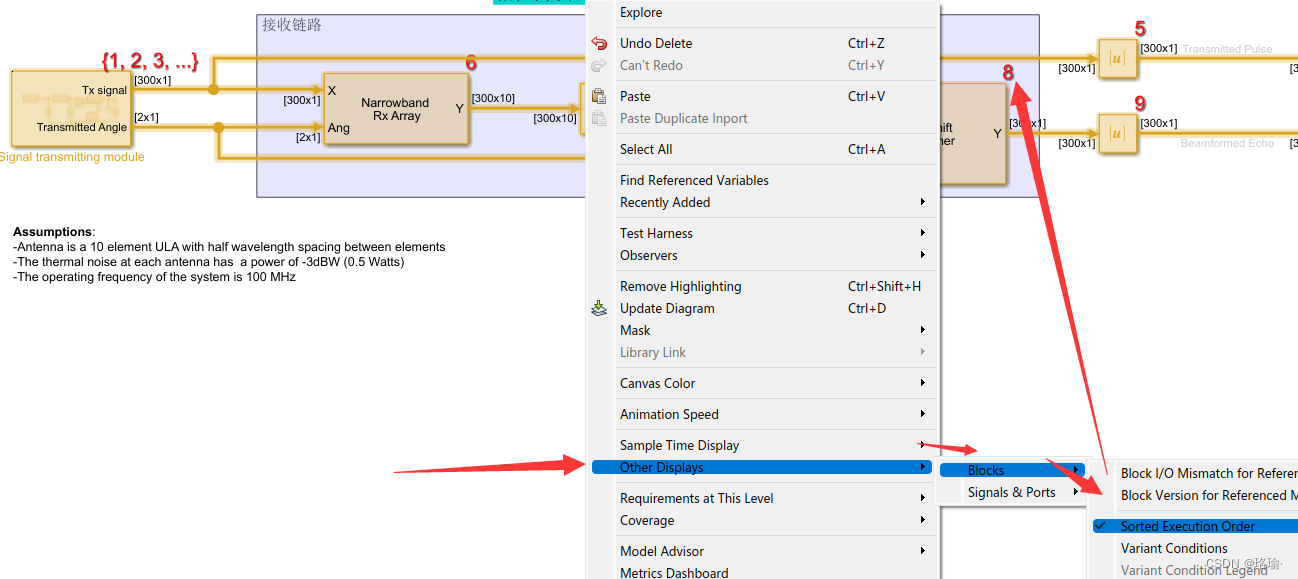 接收链路
{1, 2, 3, ...}
Tx signal
[300x1]
Transmitted Angle
[2x1]
Signal transmitting module
6
[300x1]
X
Narrowband
Rx Array
Y
[300x10]
Ang
[2x1]
[300x10]
8
Y
[300x1]
5
[300x1]
|u|
[300x1]
Transmitted Pulse
9
[300x1]
|u|
[300x1]
Beamformed Echo
Assumptions:
-Antenna is a 10 element ULA with half wavelength spacing between elements
-The thermal noise at each antenna has a power of -3dBW (0.5 Watts)
-The operating frequency of the system is 100 MHz
Explore
Undo Delete Ctrl+Z
Can't Redo Ctrl+Y
Paste Ctrl+V
Paste Duplicate Inport
Select All Ctrl+A
Find Referenced Variables
Recently Added
Test Harness
Observers
Remove Highlighting Ctrl+Shift+H
Update Diagram Ctrl+D
Mask
Library Link
Canvas Color
Animation Speed
Sample Time Display
Other Displays
Requirements at This Level
Coverage
Model Advisor
Metrics Dashboard
Blocks
Signals & Ports
Block I/O Mismatch for Refere
Block Version for Referenced M
Sorted Execution Order
Variant Conditions
Variant Condition Legend
CSDN @珞瑜·